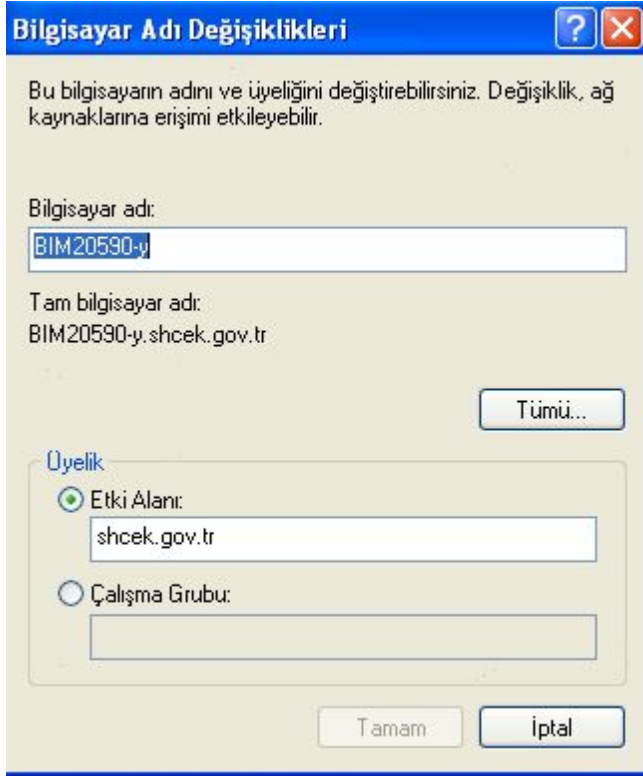 Bilgisayar Adı Değişiklikleri
Bu bilgisayarın adını ve üyeliğini değiştirebilirsiniz. Değişiklik, ağ
kaynaklarına erişimi etkileyebilir.
Bilgisayar adı:
BIM20590-y
Tam bilgisayar adı:
BIM20590-y.shcek.gov.tr
Tümü...
Üyelik
Etki Alanı:
shcek.gov.tr
Çalışma Grubu:
Tamam
İptal